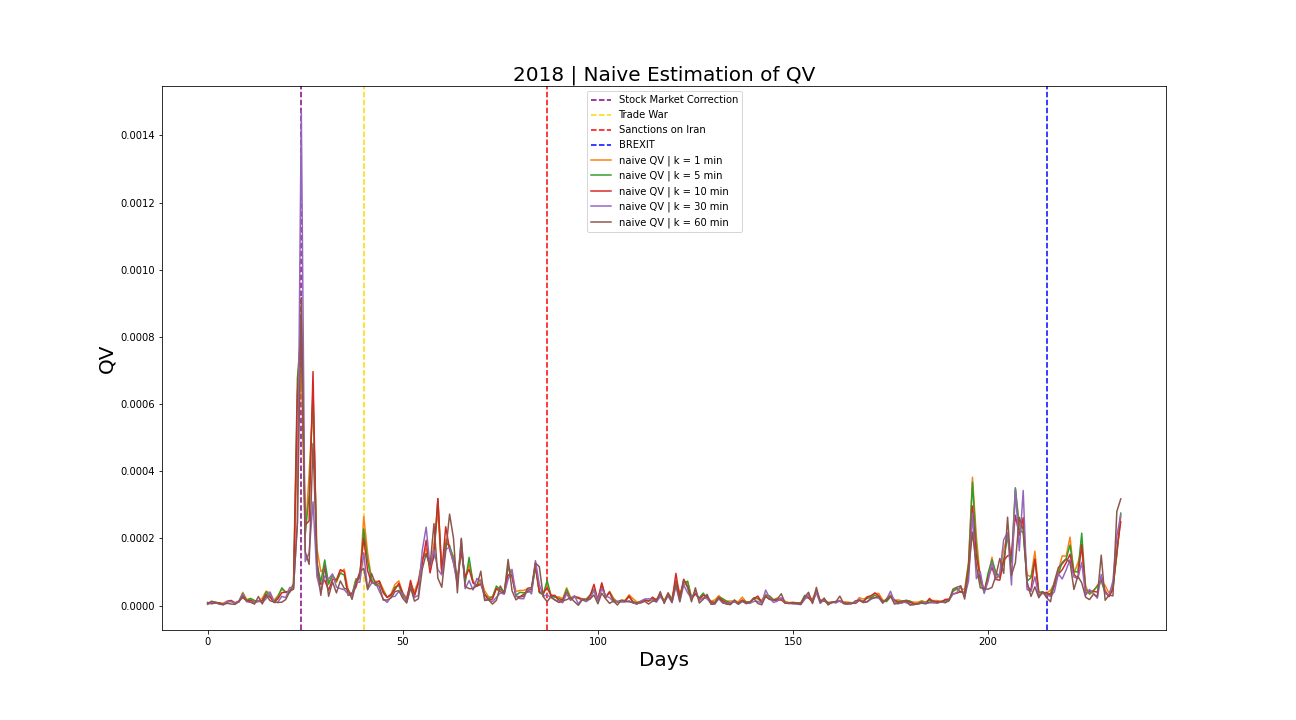 2018 | Naive Estimation of QV
Stock Market Correction
Trade War
Sanctions on Iran
BREXIT
naive QV | k = 1 min
naive QV | k = 5 min
naive QV | k = 10 min
naive QV | k = 30 min
naive QV | k = 60 min
0.0014
0.0012
0.0010
0.0008
0.0006
0.0004
0.0002
0.0000
QV
0 50 100 150 200
Days